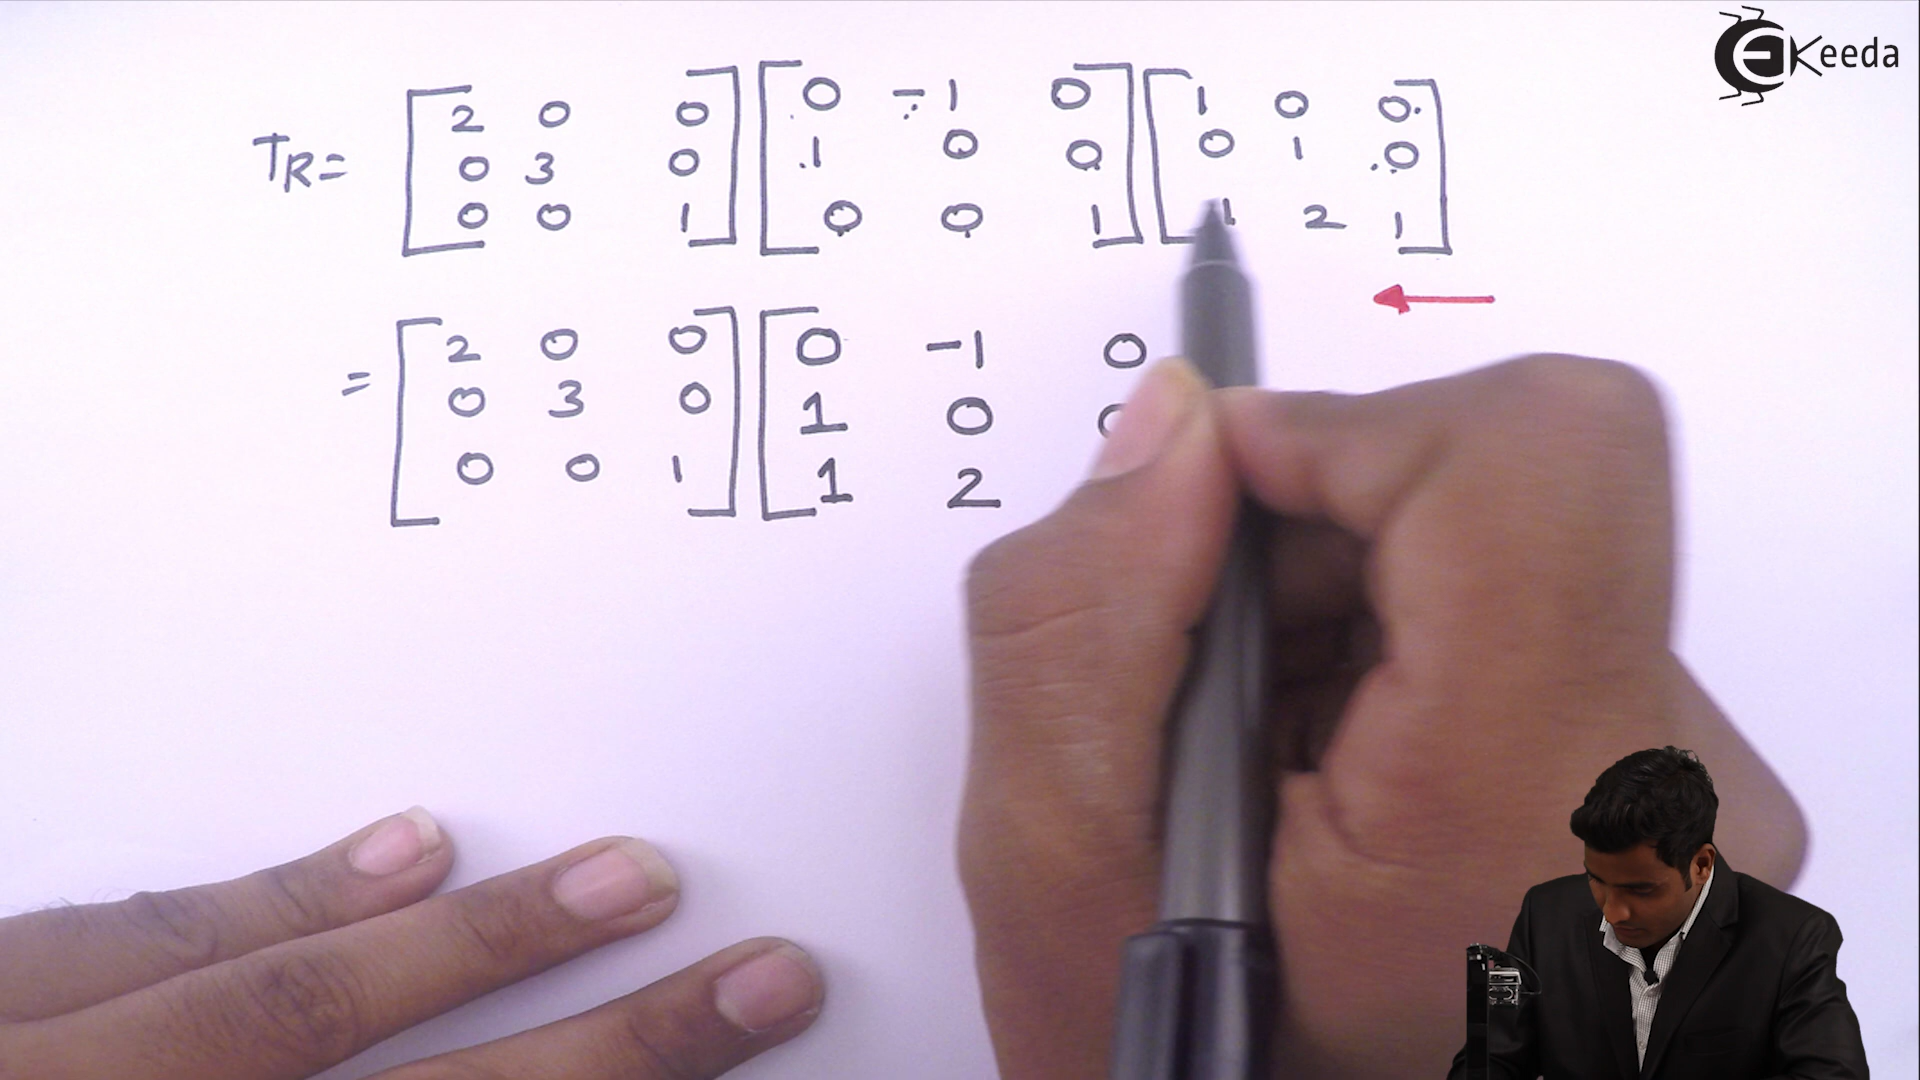 EKeeda
TR= [2 0 0] [0 -1 0] [1 0 0]
[0 3 0] [1 0 0] [0 1 0]
[0 0 1] [0 0 1] [1 2 1]
= [2 0 0] [0 -1 0
[0 3 0] [1 0
[0 0 1] [1 2